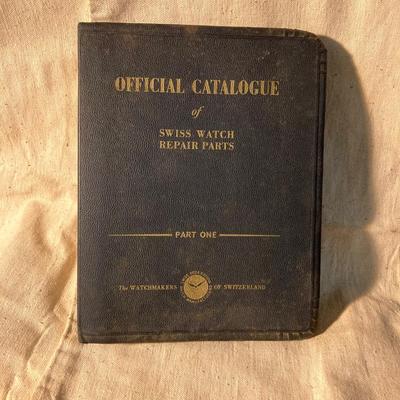 OFFICIAL CATALOGUE
of
SWISS WATCH
REPAIR PARTS
PART ONE
The WATCHMAKERS OF SWITZERLAND